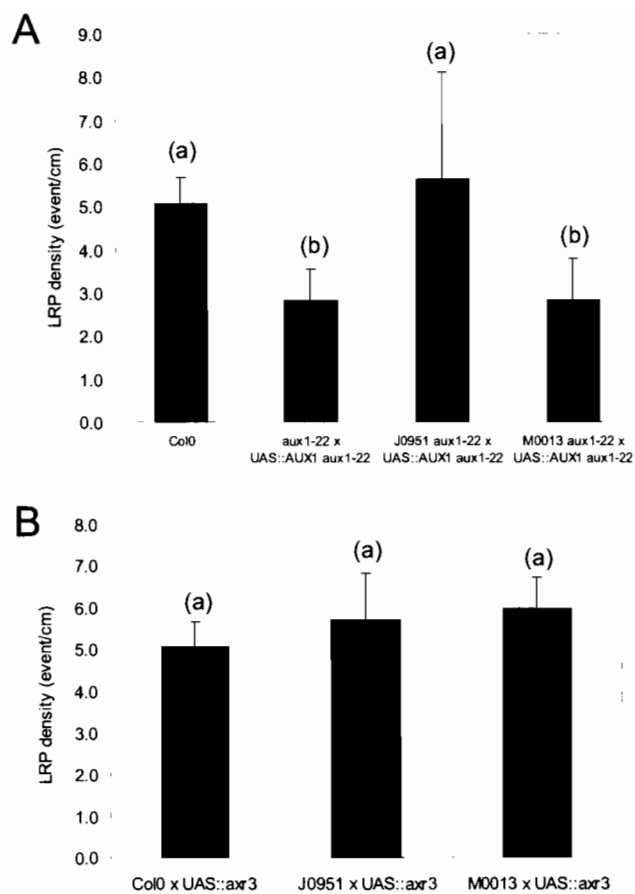 A
9.0
8.0
7.0
6.0
5.0
4.0
3.0
2.0
1.0
0.0
LRP density (event/cm)
(a)
(b)
(a)
(b)
Col0
aux1-22 x
UAS::AUX1 aux1-22
J0951 aux1-22 x
UAS::AUX1 aux1-22
M0013 aux1-22 x
UAS::AUX1 aux1-22
B
8.0
7.0
6.0
5.0
4.0
3.0
2.0
1.0
0.0
LRP density (event/cm)
(a)
(a)
(a)
Col0 x UAS::axr3
J0951 x UAS::axr3
M0013 x UAS::axr3